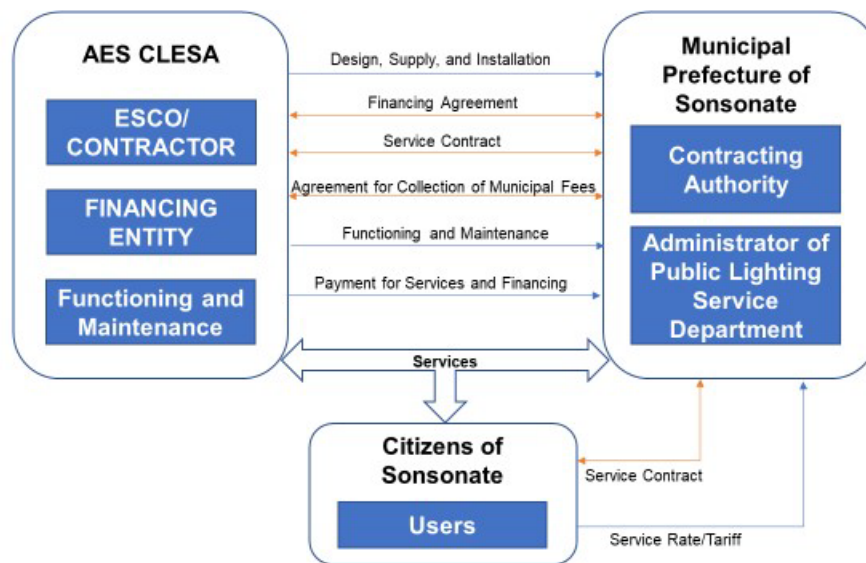 AES CLESA
ESCO/
CONTRACTOR
FINANCING
ENTITY
Functioning and
Maintenance
Design, Supply, and Installation
Financing Agreement
Service Contract
Agreement for Collection of Municipal Fees
Functioning and Maintenance
Payment for Services and Financing
Services
Municipal
Prefecture of
Sonsonate
Contracting
Authority
Administrator of
Public Lighting
Service
Department
Citizens of
Sonsonate
Users
Service Contract
Service Rate/Tariff